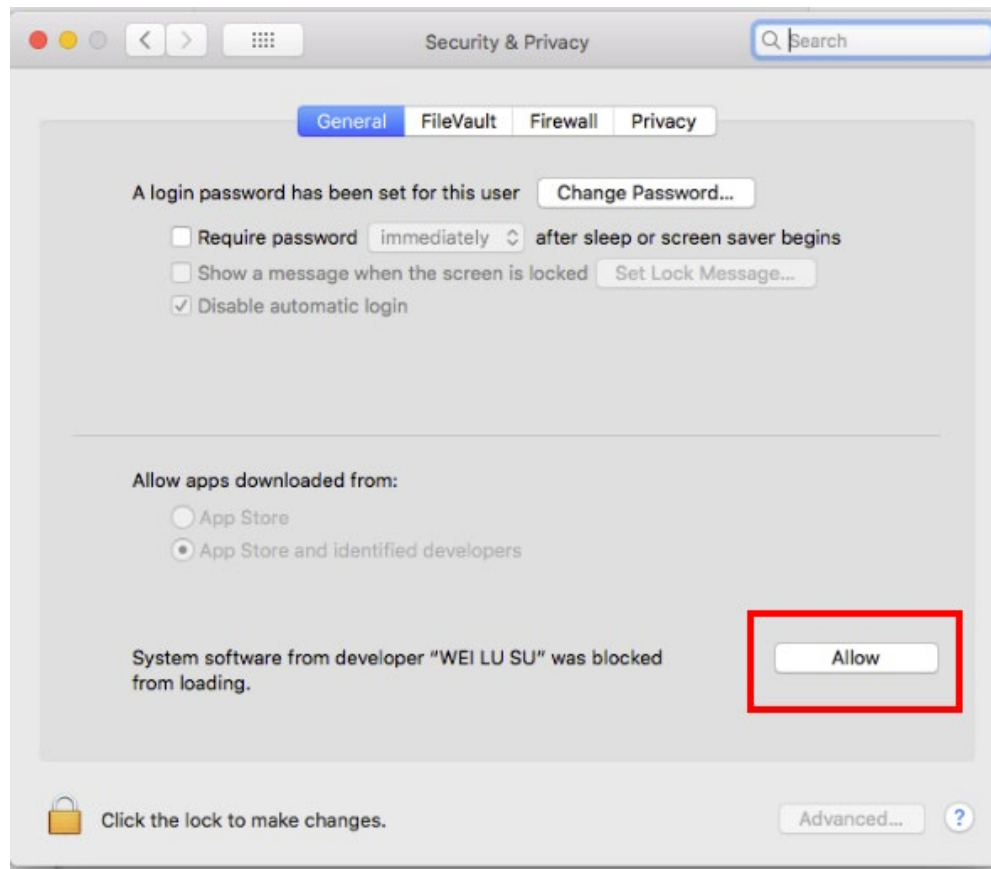 Security & Privacy
Search
General FileVault Firewall Privacy
A login password has been set for this user Change Password...
Require password immediately after sleep or screen saver begins
Show a message when the screen is locked Set Lock Message...
Disable automatic login
Allow apps downloaded from:
App Store
App Store and identified developers
System software from developer “WEI LU SU” was blocked
from loading.
Allow
Click the lock to make changes.
Advanced... ?